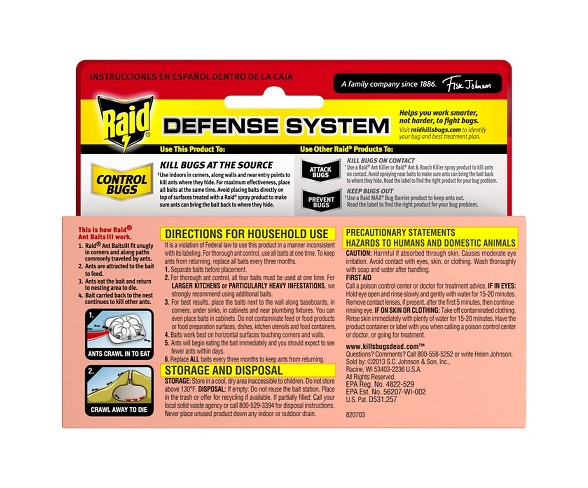 INSTRUCCIONES EN ESPAÑOL DENTRO DE LA CAJA
A family company since 1886. Fisk Johnson
Raid
DEFENSE SYSTEM
Helps you work smarter,
not harder, to fight bugs.
Visit raidkillsbugs.com to identify
your bug and best treatment plan.
Use This Product To:
CONTROL
BUGS
KILL BUGS AT THE SOURCE
•Use indoors in corners, along walls and near entry points to
kill ants where they hide. For maximum effectiveness, place
all baits at the same time. Avoid placing baits directly on
top of surfaces treated with a Raid® spray product to make
sure ants can bring the bait back to where they hide.
Use Other Raid® Products To:
ATTACK
BUGS
KILL BUGS ON CONTACT
•Use a Raid® Ant Killer or Raid® Ant & Roach Killer spray product to kill ants
on contact. Avoid spraying near baits to make sure ants can bring the bait back
to where they hide. Read the label to find the right product for your bug problem.
PREVENT
BUGS
KEEP BUGS OUT
•Use a Raid MAX® Bug Barrier product to keep ants out.
Read the label to find the right product for your bug problem.
This is how Raid®
Ant Baits III work.
1. Raid® Ant BaitsIII fit snugly
in corners and along paths
commonly traveled by ants.
2. Ants are attracted to the bait
to food.
3. Ants eat the bait and return
to nesting area to die.
4. Bait carried back to the nest
continues to kill other ants.
1.
ANTS CRAWL IN TO EAT
2.
CRAWL AWAY TO DIE
DIRECTIONS FOR HOUSEHOLD USE
It is a violation of Federal law to use this product in a manner inconsistent
with its labeling. For thorough ant control, use all baits at one time. To keep
ants from returning, replace all baits every three months.
1. Separate baits before placement.
2. For thorough ant control, all four baits must be used at one time. For
LARGER KITCHENS or PARTICULARLY HEAVY INFESTATIONS, we
strongly recommend using additional baits.
3. For best results, place the baits next to the wall along baseboards, in
corners, under sinks, in cabinets and near plumbing fixtures. You can
even place baits in cabinets. Do not contaminate feed or food products
or food preparation surfaces, dishes, kitchen utensils and food containers.
4. Baits work best on horizontal surfaces touching corners and walls.
5. Ants will begin eating the bait immediately and you should expect to see
fewer ants within days.
6. Replace ALL baits every three months to keep ants from returning.
STORAGE AND DISPOSAL
STORAGE: Store in a cool, dry area inaccessible to children. Do not store
above 130°F. DISPOSAL: If empty: Do not reuse the bait station. Place
in the trash or offer for recycling if available. If partially filled: Call your
local solid waste agency or call 800-529-3394 for disposal instructions.
Never place unused product down any indoor or outdoor drain.
PRECAUTIONARY STATEMENTS
HAZARDS TO HUMANS AND DOMESTIC ANIMALS
CAUTION: Harmful if absorbed through skin. Causes moderate eye
irritation. Avoid contact with eyes, skin, or clothing. Wash thoroughly
with soap and water after handling.
FIRST AID
Call a poison control center or doctor for treatment advice. IF IN EYES:
Hold eye open and rinse slowly and gently with water for 15-20 minutes.
Remove contact lenses, if present, after the first 5 minutes, then continue
rinsing eye. IF ON SKIN OR CLOTHING: Take off contaminated clothing.
Rinse skin immediately with plenty of water for 15-20 minutes. Have the
product container or label with you when calling a poison control center
or doctor, or going for treatment.
www.killsbugsdead.com™
Questions? Comments? Call 800-558-5252 or write Helen Johnson.
Sold by: ©2013 S.C. Johnson & Son, Inc.,
Racine, WI 53403-2236 U.S.A.
All Rights Reserved.
EPA Reg. No. 4822-529
EPA Est. No. 56207-WI-002
U.S. Pat. D531,257
820703